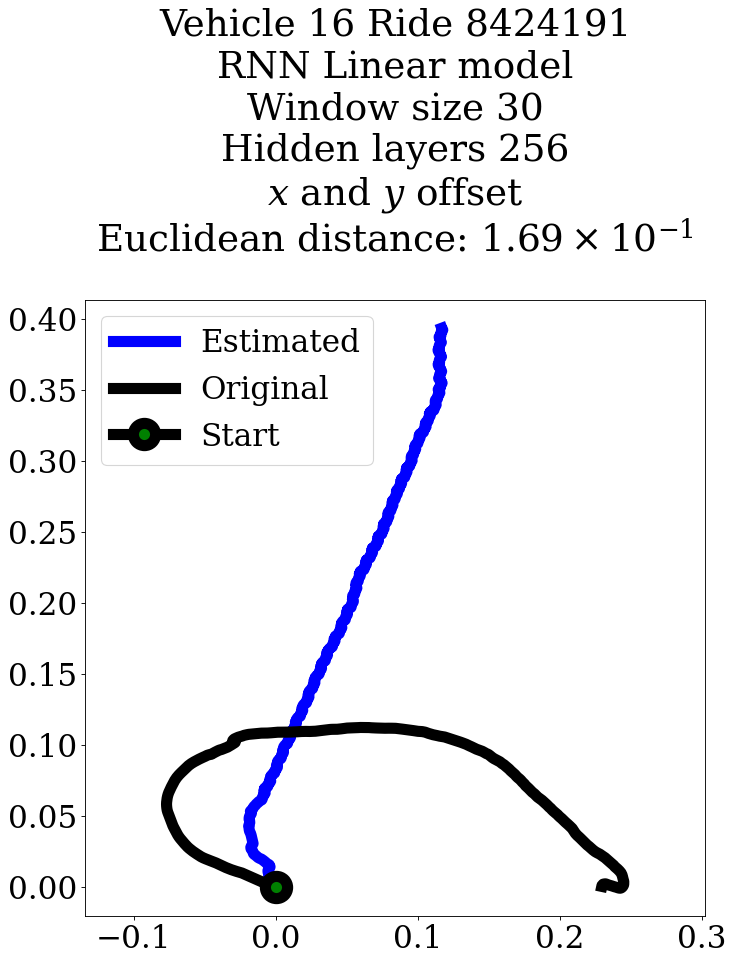 Vehicle 16 Ride 8424191
RNN Linear model
Window size 30
Hidden layers 256
x and y offset
Euclidean distance: 1.69 × 10⁻¹
Estimated
Original
Start
0.40
0.35
0.30
0.25
0.20
0.15
0.10
0.05
0.00
−0.1 0.0 0.1 0.2 0.3